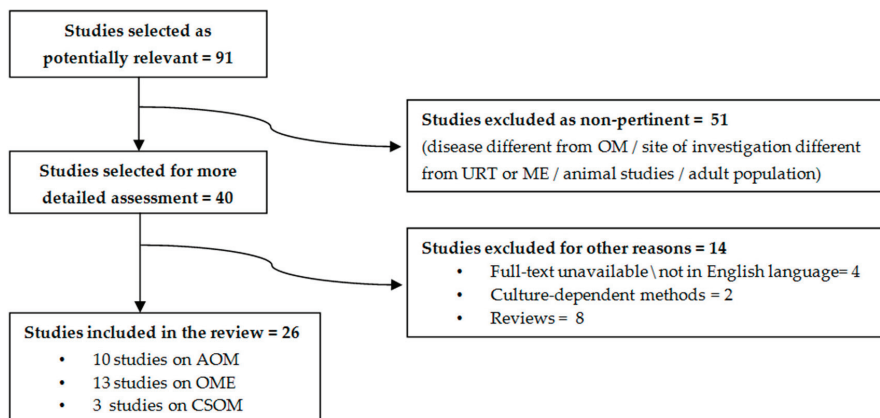 Studies selected as
potentially relevant = 91
Studies excluded as non-pertinent = 51
(disease different from OM / site of investigation different
from URT or ME / animal studies / adult population)
Studies selected for more
detailed assessment = 40
Studies excluded for other reasons = 14
• Full-text unavailable\not in English language= 4
• Culture-dependent methods = 2
• Reviews = 8
Studies included in the review = 26
• 10 studies on AOM
• 13 studies on OME
• 3 studies on CSOM